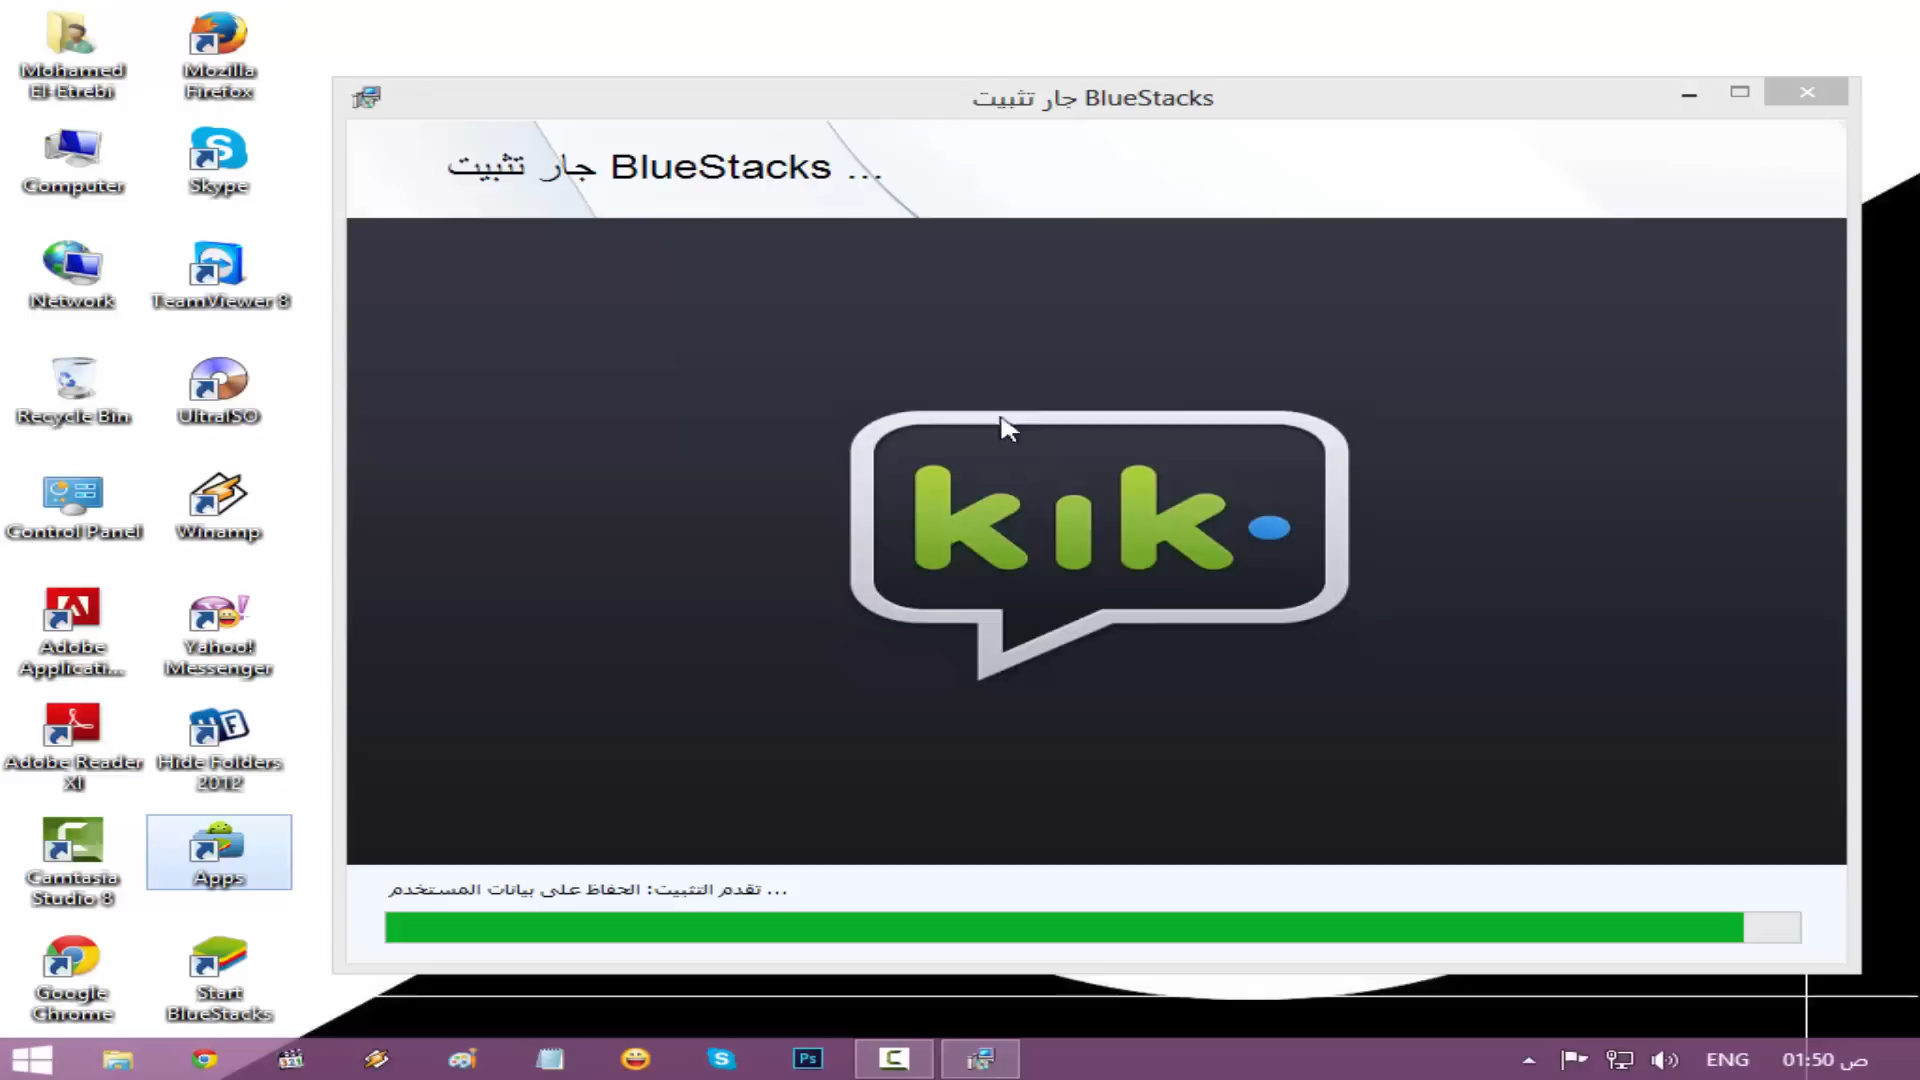 Mohamed
El-Etrebi
Mozilla
Firefox
Computer
Skype
Network
TeamViewer 8
Recycle Bin
UltraISO
Control Panel
Winamp
Adobe
Applicati...
Yahoo!
Messenger
Adobe Reader
XI
Hide Folders
2012
Camtasia
Studio 8
Apps
Google
Chrome
Start
BlueStacks
جار تثبيت BlueStacks
جار تثبيت BlueStacks ...
kik
تقدم التثبيت: الحفاظ على بيانات المستخدم ...
Ps
ENG
01:50 ص